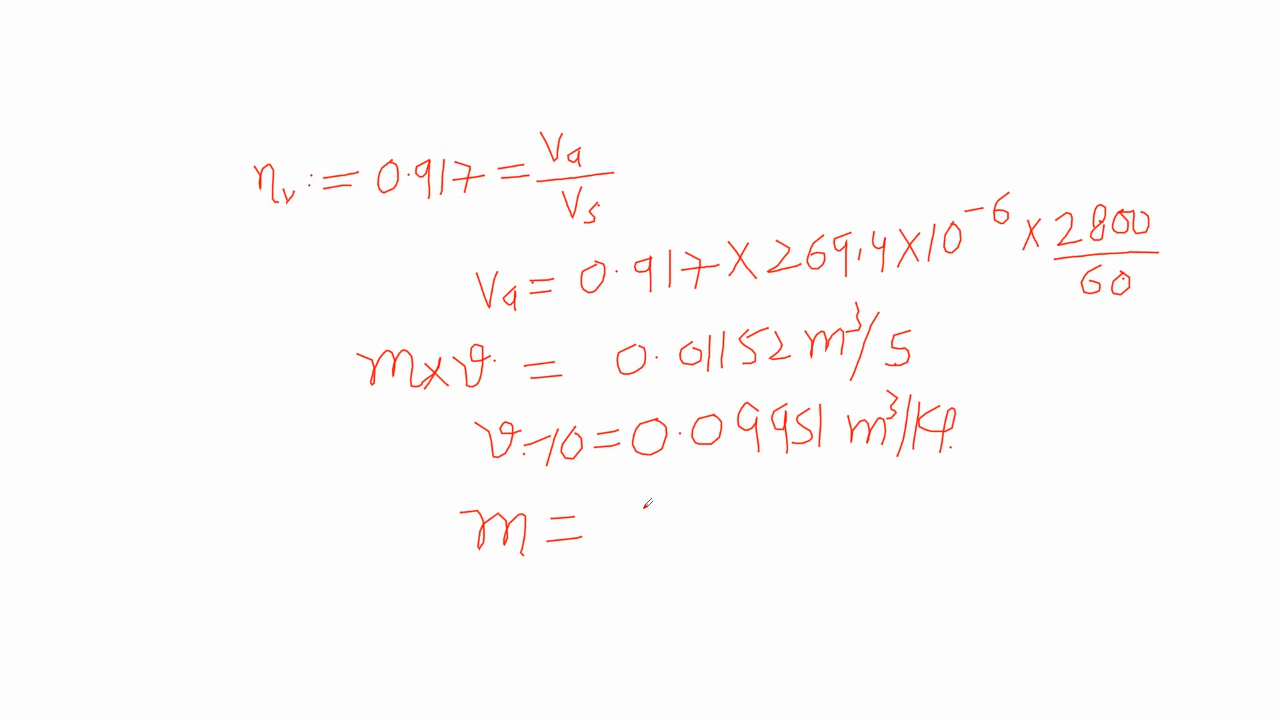 ηv := 0.917 = Va/Vs
Va = 0.917 × 269.4 × 10^-6 × 2800/60
m × v = 0.01152 m³/s
v-10 = 0.09951 m³/kg.
m =